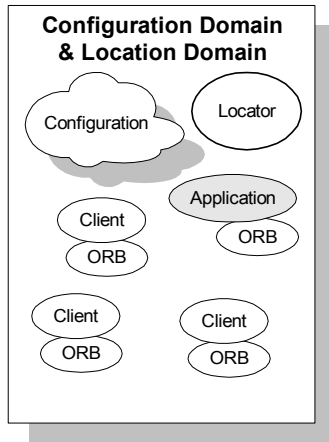 Configuration Domain
& Location Domain
Configuration
Locator
Application
ORB
Client
ORB
Client
ORB
Client
ORB